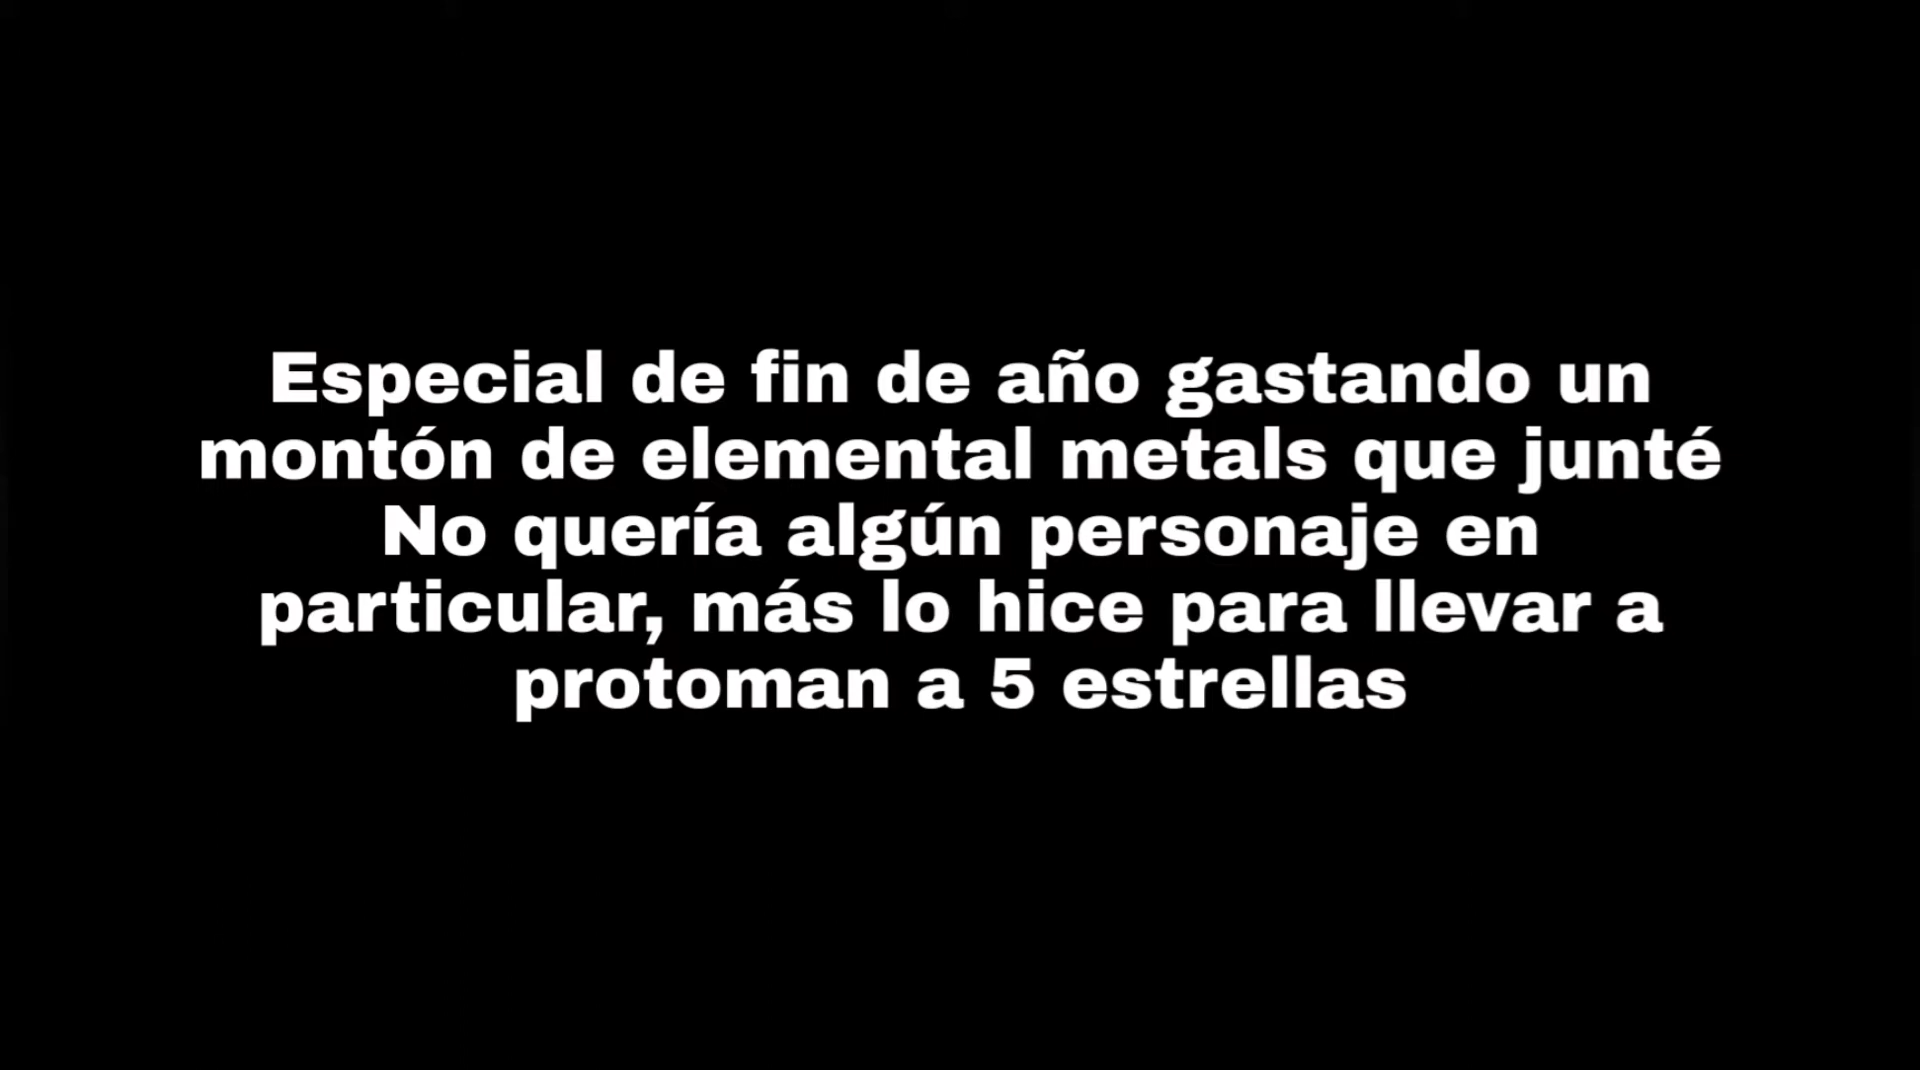 Especial de fin de año gastando un
montón de elemental metals que junté
No quería algún personaje en
particular, más lo hice para llevar a
protoman a 5 estrellas